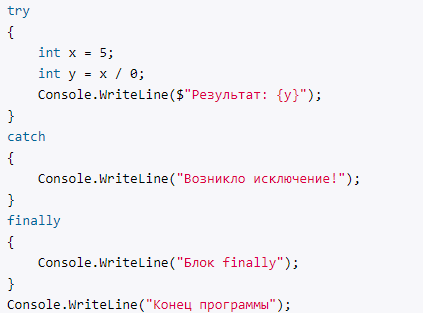 try
{
    int x = 5;
    int y = x / 0;
    Console.WriteLine($"Результат: {y}");
}
catch
{
    Console.WriteLine("Возникло исключение!");
}
finally
{
    Console.WriteLine("Блок finally");
}
Console.WriteLine("Конец программы");